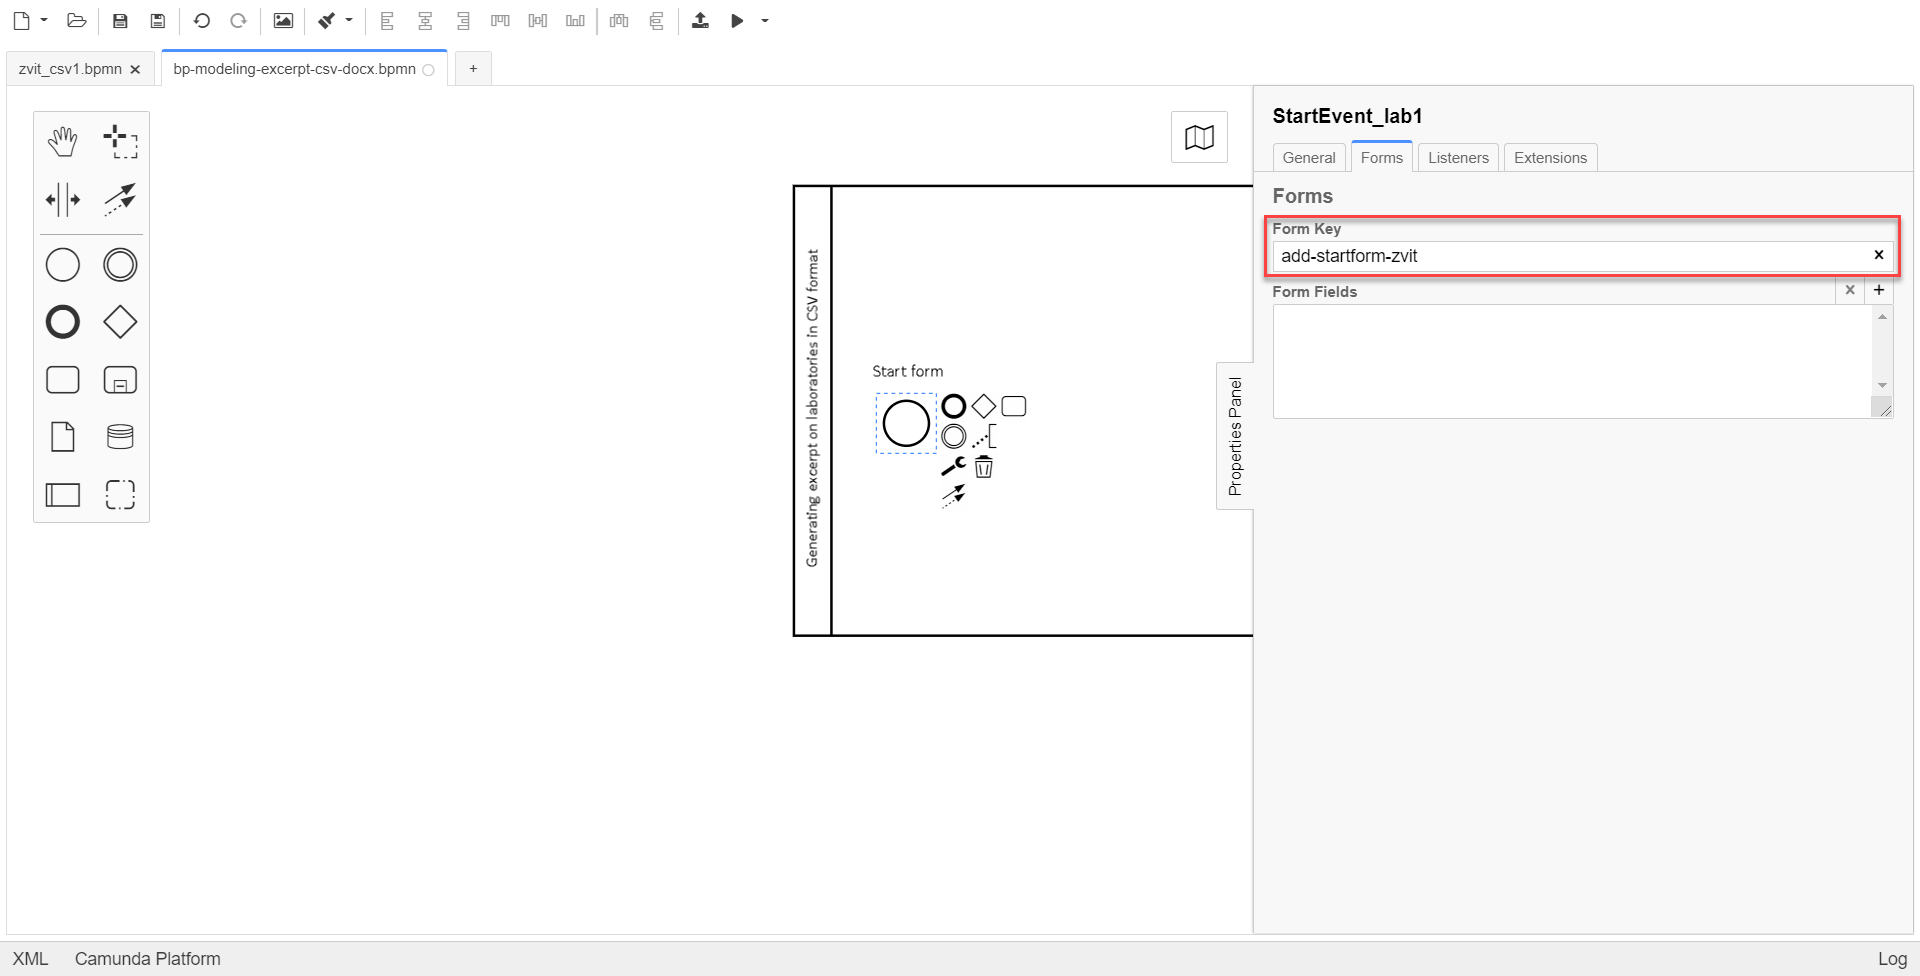 zvit_csv1.bpmn
bp-modeling-excerpt-csv-docx.bpmn
+
StartEvent_lab1
General
Forms
Listeners
Extensions
Forms
Form Key
add-startform-zvit
Form Fields
Generating excerpt on laboratories in CSV format
Start form
Properties Panel
XML
Camunda Platform
Log